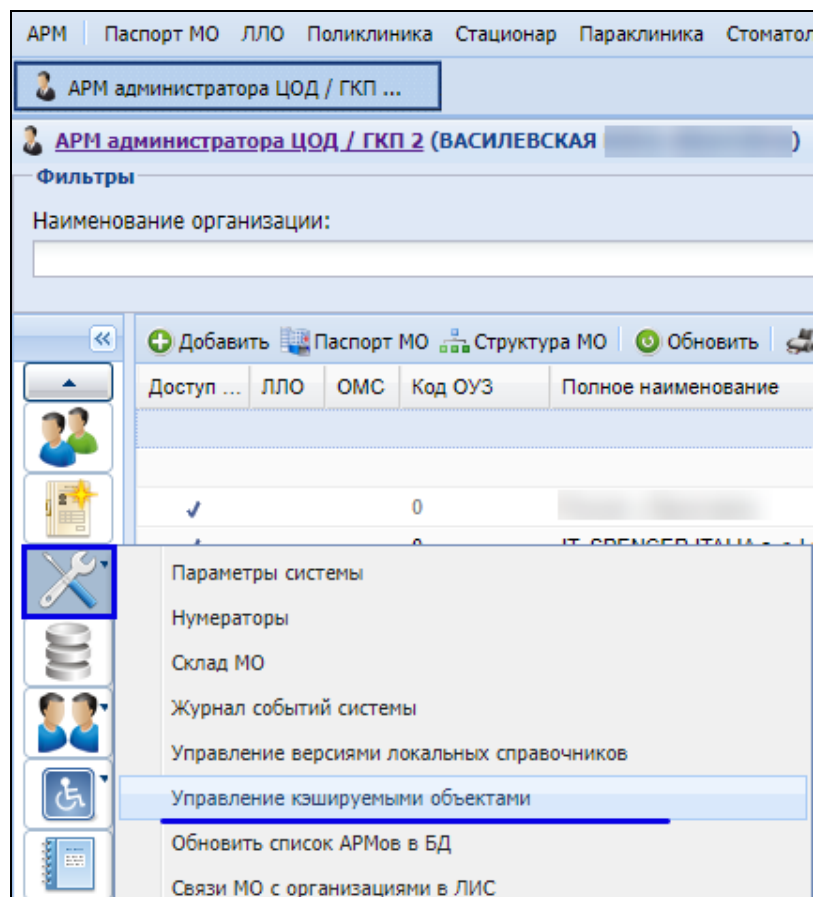 АРМ Паспорт МО ЛЛО Поликлиника Стационар Параклиника Стоматол
АРМ администратора ЦОД / ГКП ...
АРМ администратора ЦОД / ГКП 2 (ВАСИЛЕВСКАЯ )
Фильтры
Наименование организации:
Добавить Паспорт МО Структура МО Обновить
Доступ ... ЛЛО ОМС Код ОУЗ Полное наименование
0
Параметры системы
Нумераторы
Склад МО
Журнал событий системы
Управление версиями локальных справочников
Управление кэшируемыми объектами
Обновить список АРМов в БД
Связи МО с организациями в ЛИС